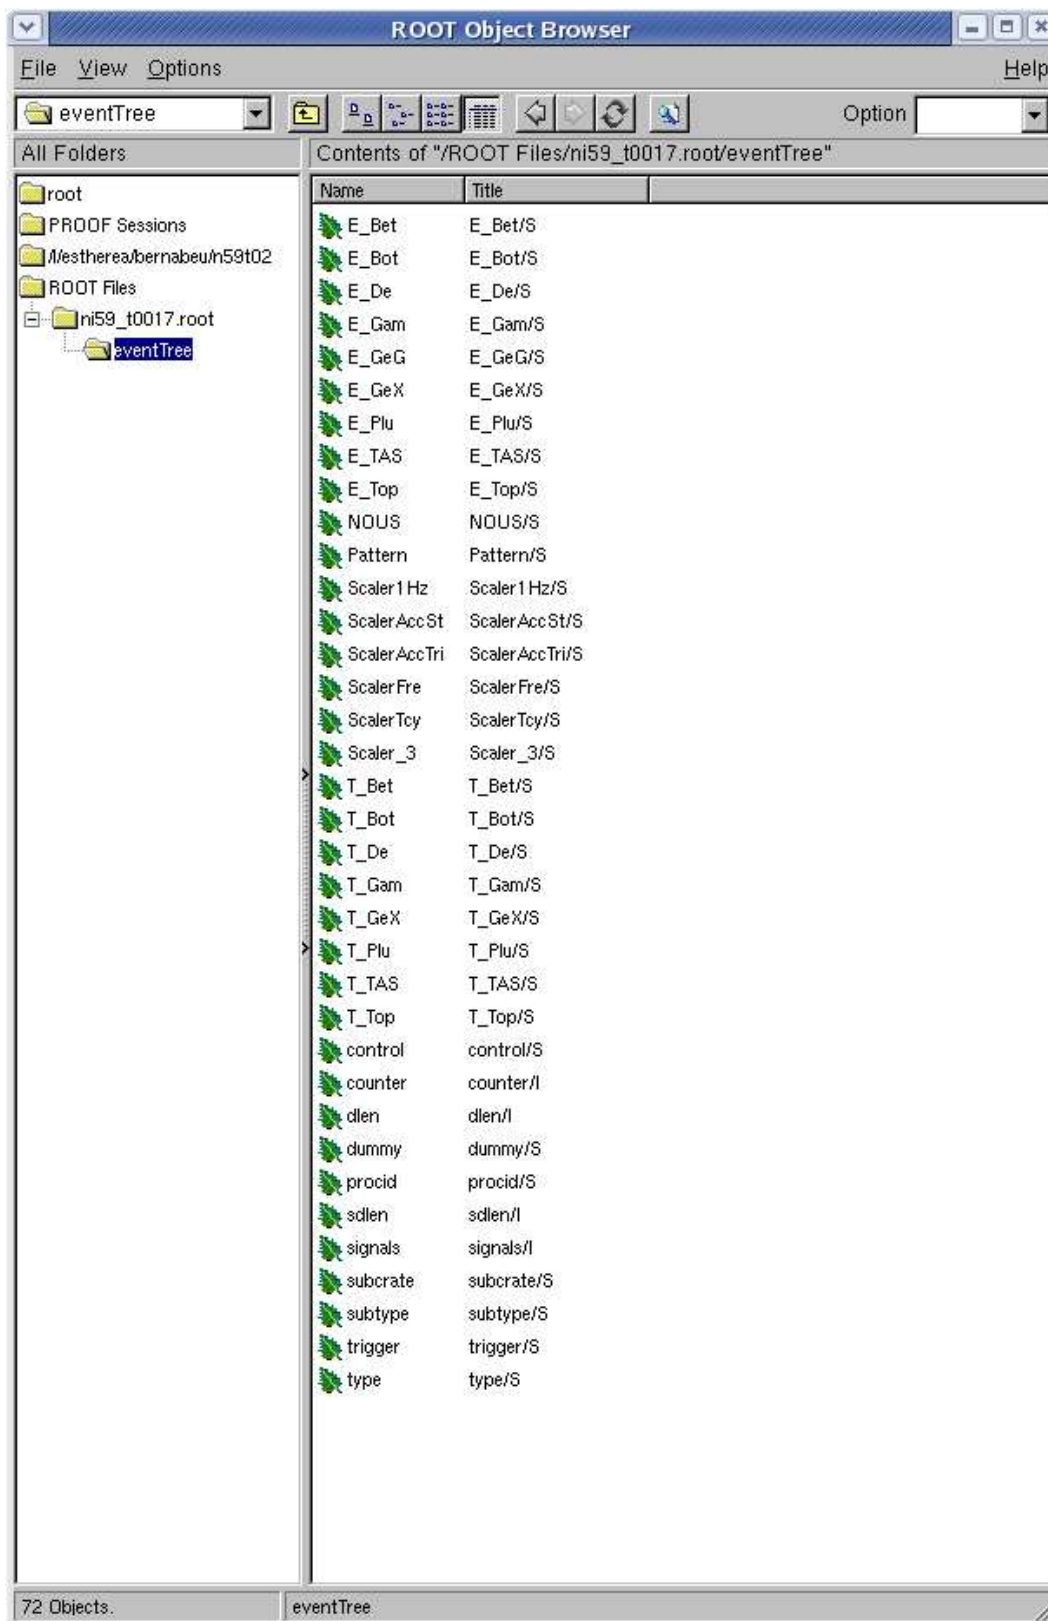 ROOT Object Browser
File View Options Help
eventTree Option
All Folders Contents of "/ROOT Files/ni59_t0017.root/eventTree"
root
PROOF Sessions
/l/estherea/bernabeu/n59t02
ROOT Files
ni59_t0017.root
eventTree
Name Title
E_Bet E_Bet/S
E_Bot E_Bot/S
E_De E_De/S
E_Gam E_Gam/S
E_GeG E_GeG/S
E_GeX E_GeX/S
E_Plu E_Plu/S
E_TAS E_TAS/S
E_Top E_Top/S
NOUS NOUS/S
Pattern Pattern/S
Scaler1Hz Scaler1Hz/S
ScalerAccSt ScalerAccSt/S
ScalerAccTri ScalerAccTri/S
ScalerFre ScalerFre/S
ScalerTcy ScalerTcy/S
Scaler_3 Scaler_3/S
T_Bet T_Bet/S
T_Bot T_Bot/S
T_De T_De/S
T_Gam T_Gam/S
T_GeX T_GeX/S
T_Plu T_Plu/S
T_TAS T_TAS/S
T_Top T_Top/S
control control/S
counter counter/I
dlen dlen/I
dummy dummy/S
procid procid/S
sdlen sdlen/I
signals signals/I
subcrate subcrate/S
subtype subtype/S
trigger trigger/S
type type/S
72 Objects. eventTree